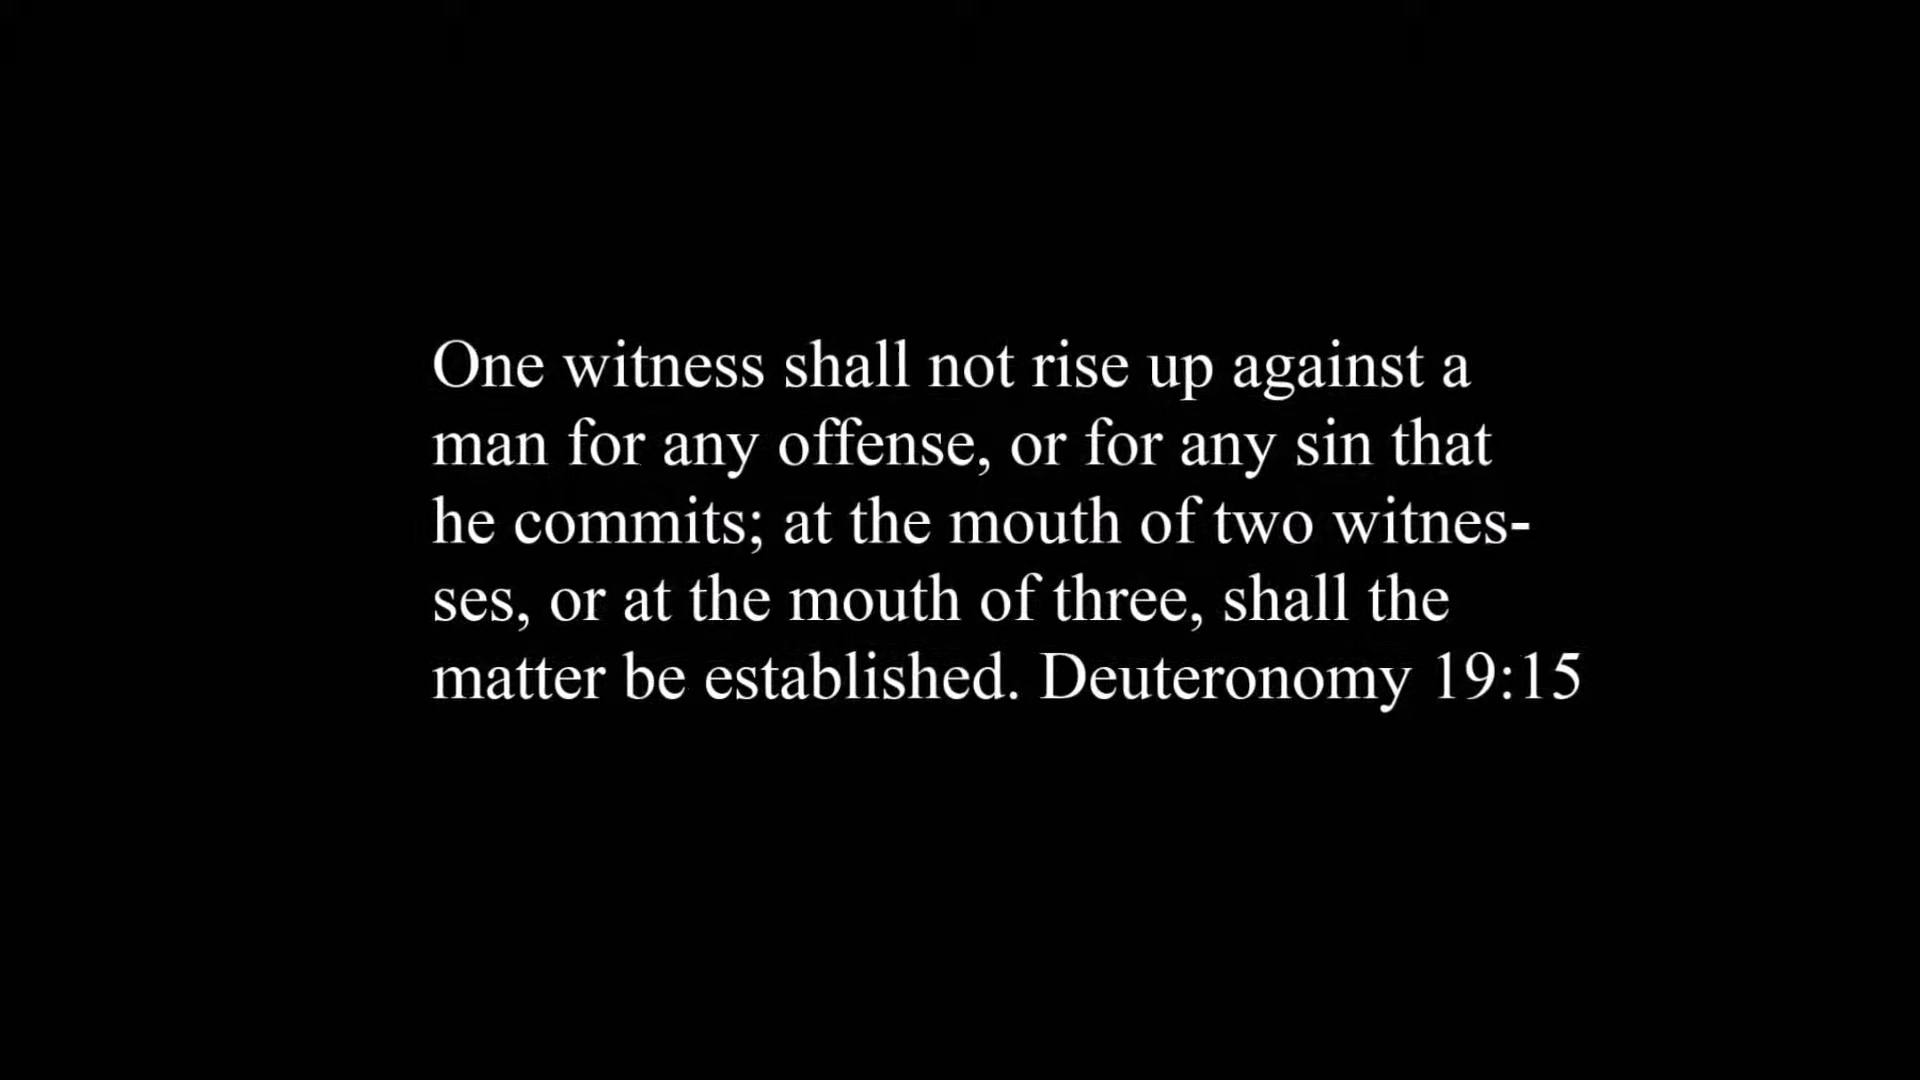 One witness shall not rise up against a
man for any offense, or for any sin that
he commits; at the mouth of two witnes-
ses, or at the mouth of three, shall the
matter be established. Deuteronomy 19:15